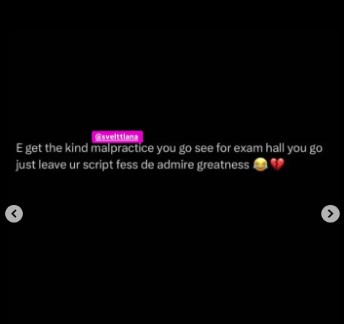 @svelttiana
E get the kind malpractice you go see for exam hall you go
just leave ur script fess de admire greatness 😂💔